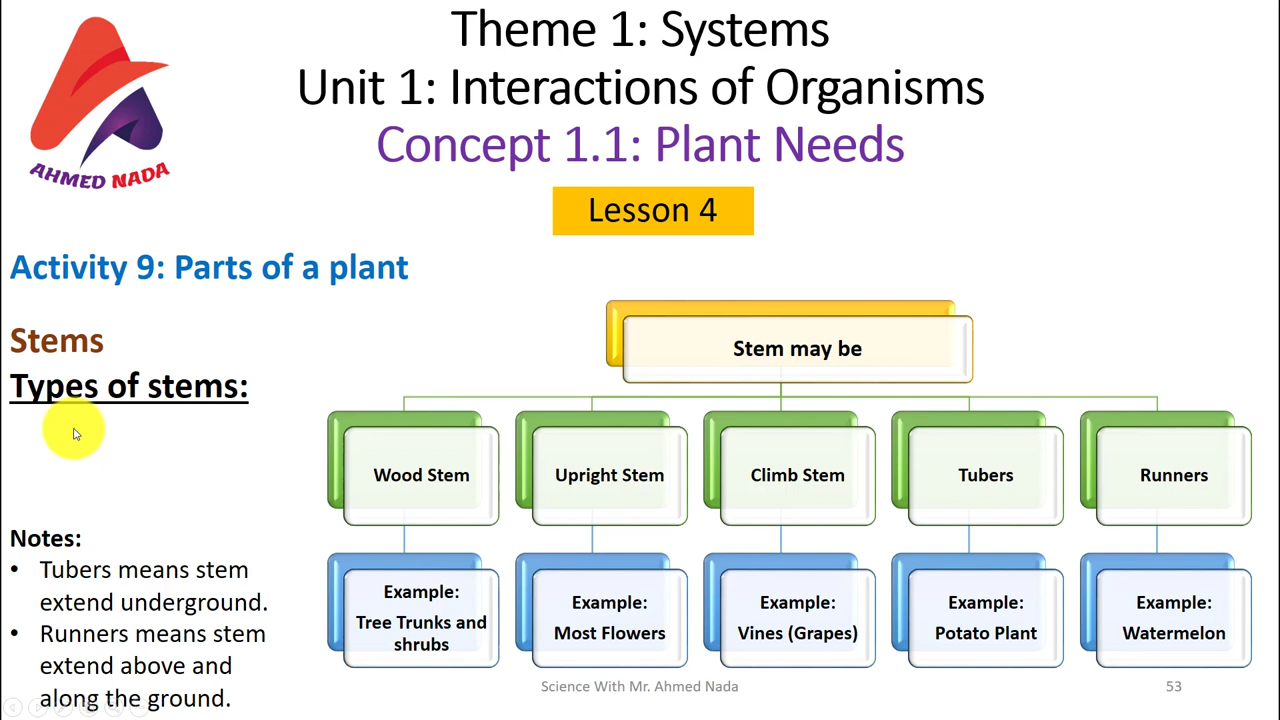 Theme 1: Systems
Unit 1: Interactions of Organisms
Concept 1.1: Plant Needs
AHMED NADA
Lesson 4
Activity 9: Parts of a plant
Stems
Types of stems:
Stem may be
Wood Stem
Upright Stem
Climb Stem
Tubers
Runners
Example:
Tree Trunks and
shrubs
Example:
Most Flowers
Example:
Vines (Grapes)
Example:
Potato Plant
Example:
Watermelon
Notes:
• Tubers means stem
extend underground.
• Runners means stem
extend above and
along the ground.
Science With Mr. Ahmed Nada
53